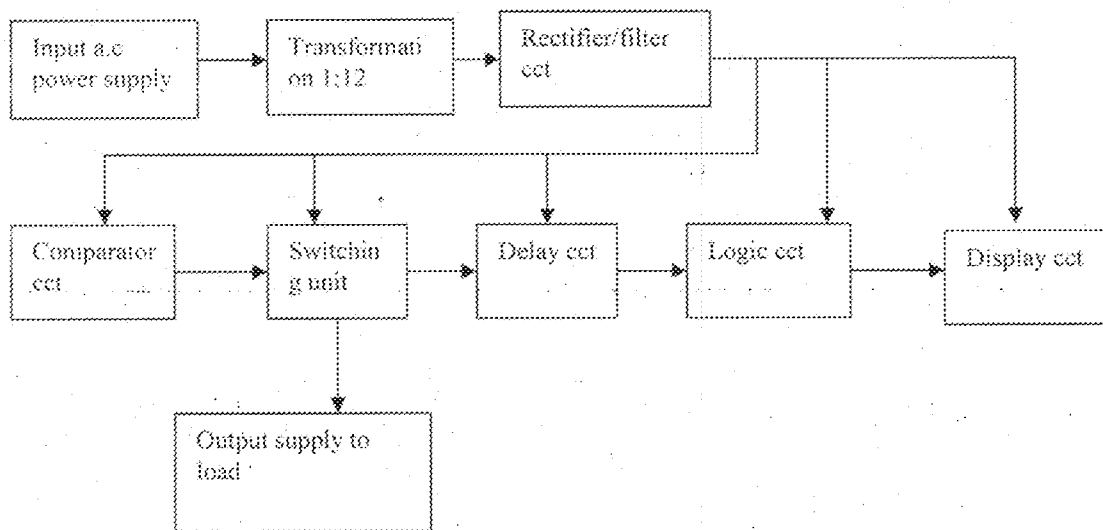 Input a.c
power supply
Transformati
on 1:12
Rectifier/filter
cct
Comparator
cct
Switchin
g unit
Delay cct
Logic cct
Display cct
Output supply to
load